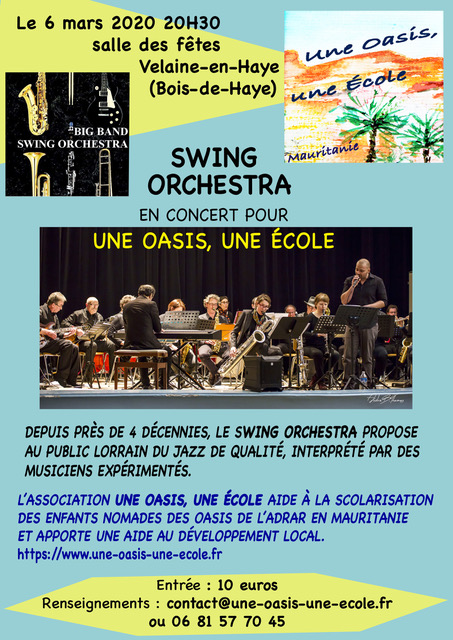 Le 6 mars 2020 20H30
salle des fêtes
Velaine-en-Haye
(Bois-de-Haye)
BIG BAND
SWING ORCHESTRA
Une Oasis,
une École
Mauritanie
SWING
ORCHESTRA
EN CONCERT POUR
UNE OASIS, UNE ÉCOLE
DEPUIS PRÈS DE 4 DÉCENNIES, LE SWING ORCHESTRA PROPOSE
AU PUBLIC LORRAIN DU JAZZ DE QUALITÉ, INTERPRÉTÉ PAR DES
MUSICIENS EXPÉRIMENTÉS.
L'ASSOCIATION UNE OASIS, UNE ÉCOLE AIDE À LA SCOLARISATION
DES ENFANTS NOMADES DES OASIS DE L'ADRAR EN MAURITANIE
ET APPORTE UNE AIDE AU DÉVELOPPEMENT LOCAL.
https://www.une-oasis-une-ecole.fr
Entrée : 10 euros
Renseignements : contact@une-oasis-une-ecole.fr
ou 06 81 57 70 45